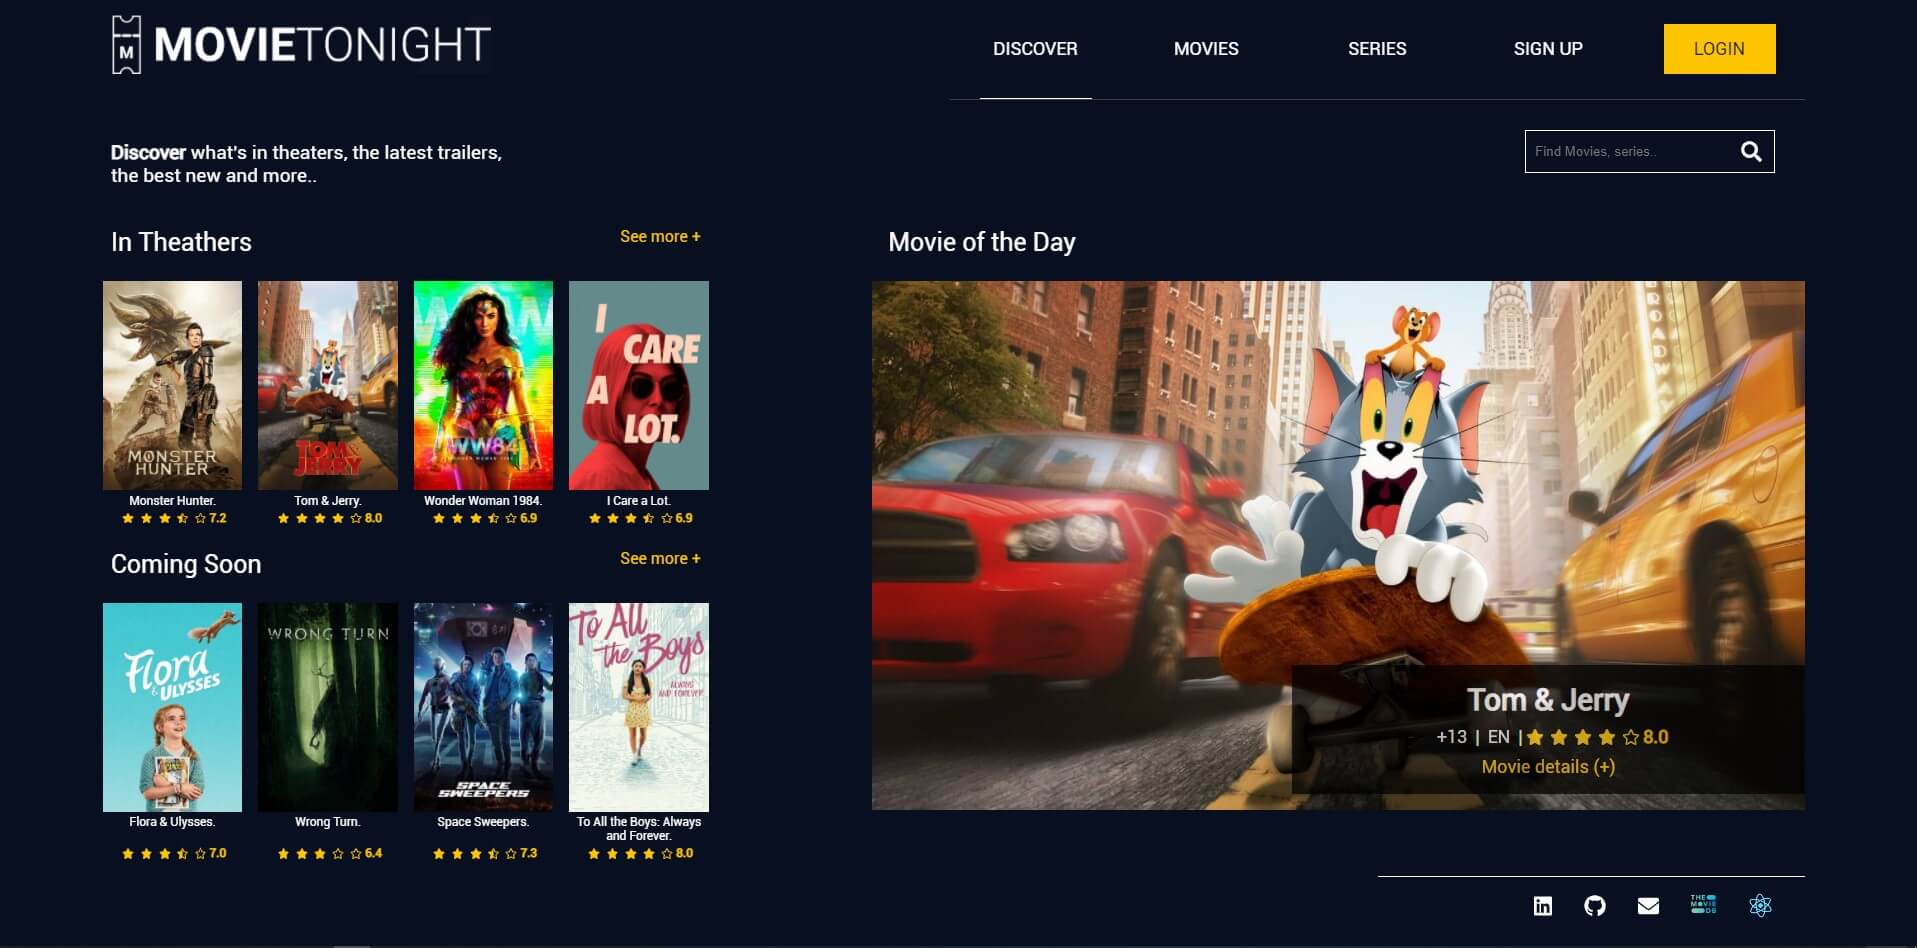 M MOVIETONIGHT
DISCOVER
MOVIES
SERIES
SIGN UP
LOGIN
Discover what's in theaters, the latest trailers,
the best new and more..
Find Movies, series..
In Theathers
See more +
MONSTER
HUNTER
TOM &
JERRY
WW84
WONDER WOMAN 1984
I
CARE
A
LOT.
Monster Hunter.
Tom & Jerry.
Wonder Woman 1984.
I Care a Lot.
7.2
8.0
6.9
6.9
Coming Soon
See more +
Flora
& ULYSSES
WRONG TURN
SPACE
SWEEPERS
To All
the Boys
ALWAYS
AND FOREVER
Flora & Ulysses.
Wrong Turn.
Space Sweepers.
To All the Boys: Always
and Forever.
7.0
6.4
7.3
8.0
Movie of the Day
BROADWAY
Tom & Jerry
+13 | EN | 8.0
Movie details (+)
in
THE
MOVIE
DB